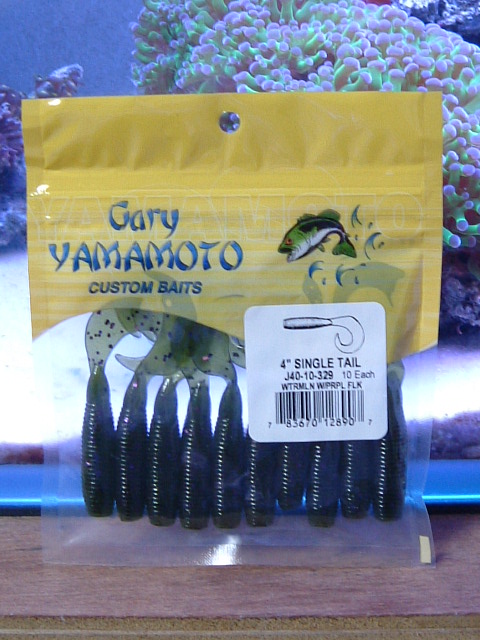 Gary
YAMAMOTO
CUSTOM BAITS
4" SINGLE TAIL
J40-10-329 10 Each
WTRMLN W/PRPL FLK
7 83670 12890 7